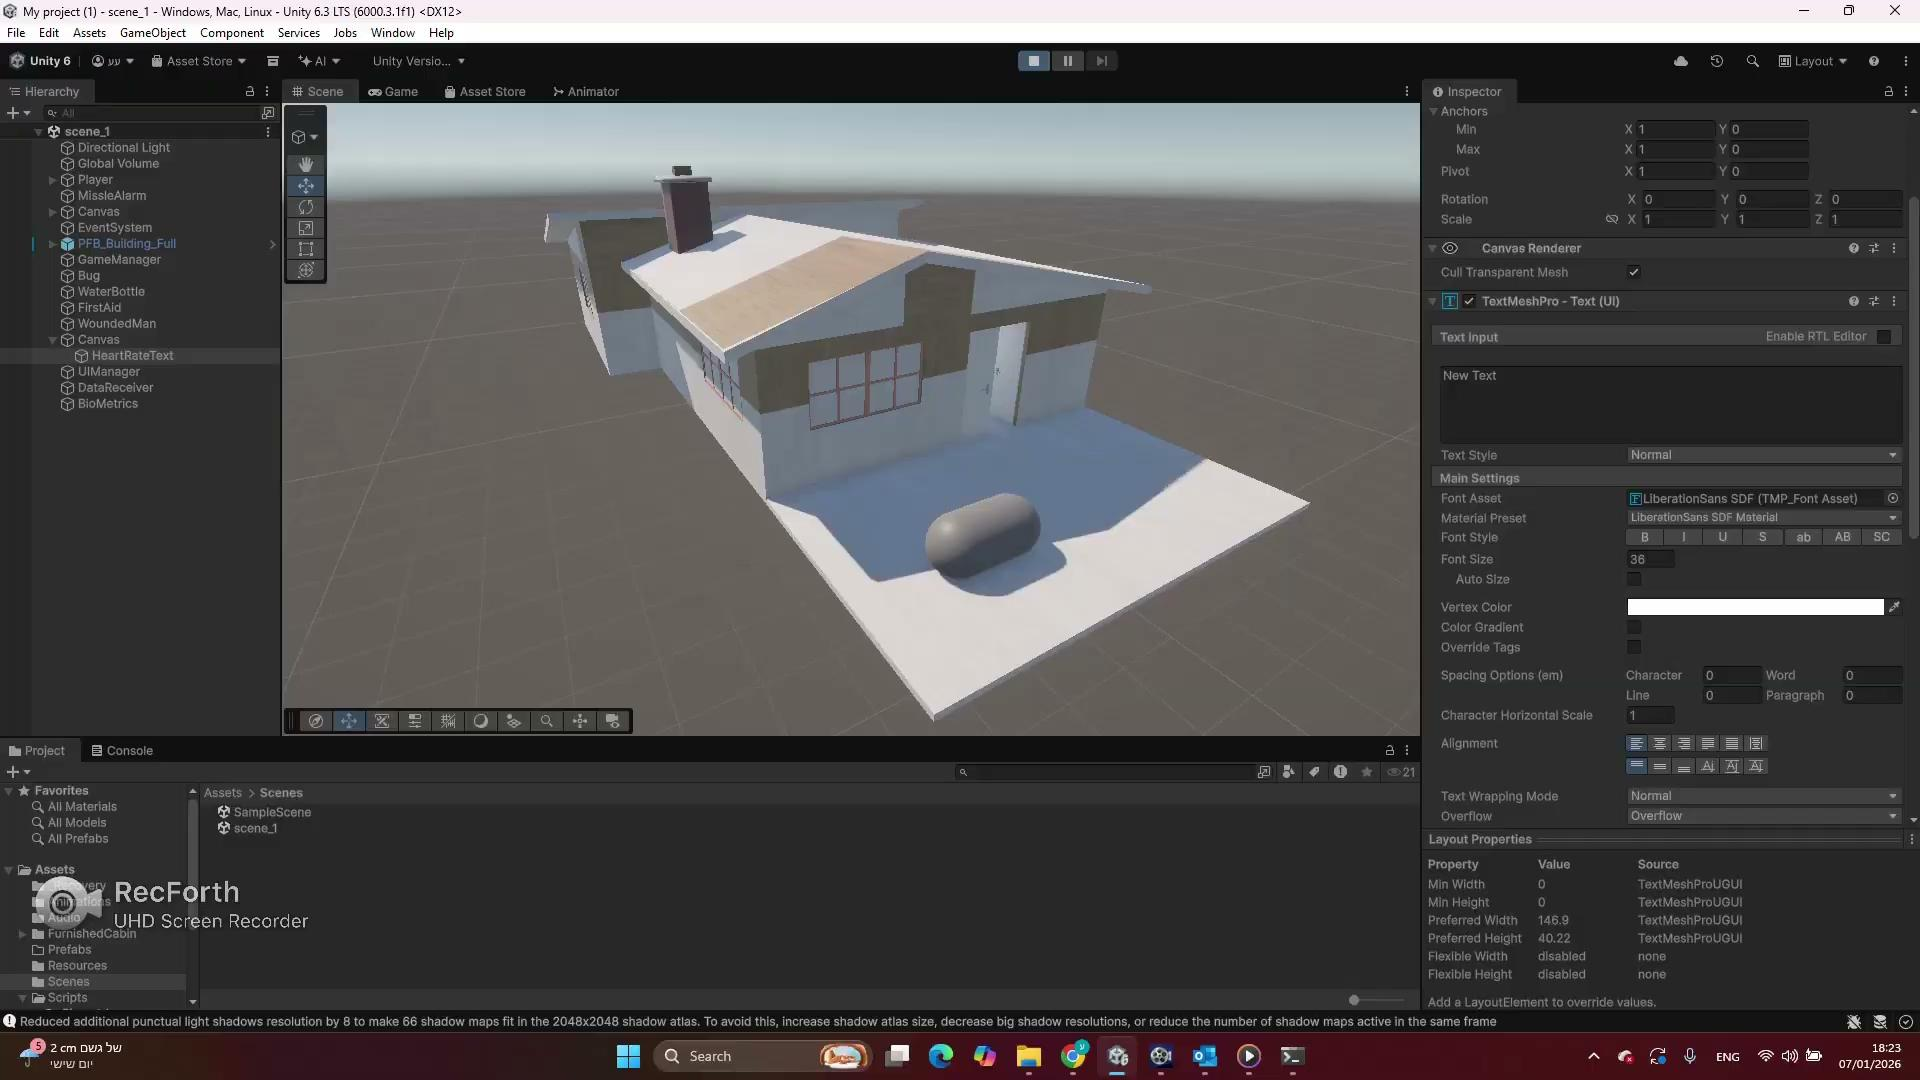 My project (1) - scene_1 - Windows, Mac, Linux - Unity 6.3 LTS (6000.3.1f1) <DX12>
File Edit Assets GameObject Component Services Jobs Window Help
Unity 6 עע Asset Store AI Unity Versio... Layout
Hierarchy Scene Game Asset Store Animator Inspector
All
scene_1
Directional Light
Global Volume
Player
MissleAlarm
Canvas
EventSystem
PFB_Building_Full
GameManager
Bug
WaterBottle
FirstAid
WoundedMan
Canvas
HeartRateText
UIManager
DataReceiver
BioMetrics
Anchors
Min X 1 Y 0
Max X 1 Y 0
Pivot X 1 Y 0
Rotation X 0 Y 0 Z 0
Scale X 1 Y 1 Z 1
Canvas Renderer
Cull Transparent Mesh
TextMeshPro - Text (UI)
Text Input Enable RTL Editor
New Text
Text Style Normal
Main Settings
Font Asset LiberationSans SDF (TMP_Font Asset)
Material Preset LiberationSans SDF Material
Font Style B I U S ab AB SC
Font Size 36
Auto Size
Vertex Color
Color Gradient
Override Tags
Spacing Options (em) Character 0 Word 0
Line 0 Paragraph 0
Character Horizontal Scale 1
Alignment
Text Wrapping Mode Normal
Overflow Overflow
Layout Properties
Property Value Source
Min Width 0 TextMeshProUGUI
Min Height 0 TextMeshProUGUI
Preferred Width 146.9 TextMeshProUGUI
Preferred Height 40.22 TextMeshProUGUI
Flexible Width disabled none
Flexible Height disabled none
Add a LayoutElement to override values.
Project Console
21
Favorites
All Materials
All Models
All Prefabs
Assets
Audio
FurnishedCabin
Prefabs
Resources
Scenes
Scripts
Assets > Scenes
SampleScene
scene_1
RecForth
UHD Screen Recorder
Reduced additional punctual light shadows resolution by 8 to make 66 shadow maps fit in the 2048x2048 shadow atlas. To avoid this, increase shadow atlas size, decrease big shadow resolutions, or reduce the number of shadow maps active in the same frame
5
2 cm של גשם
יום שישי
Search
ENG
18:23
07/01/2026